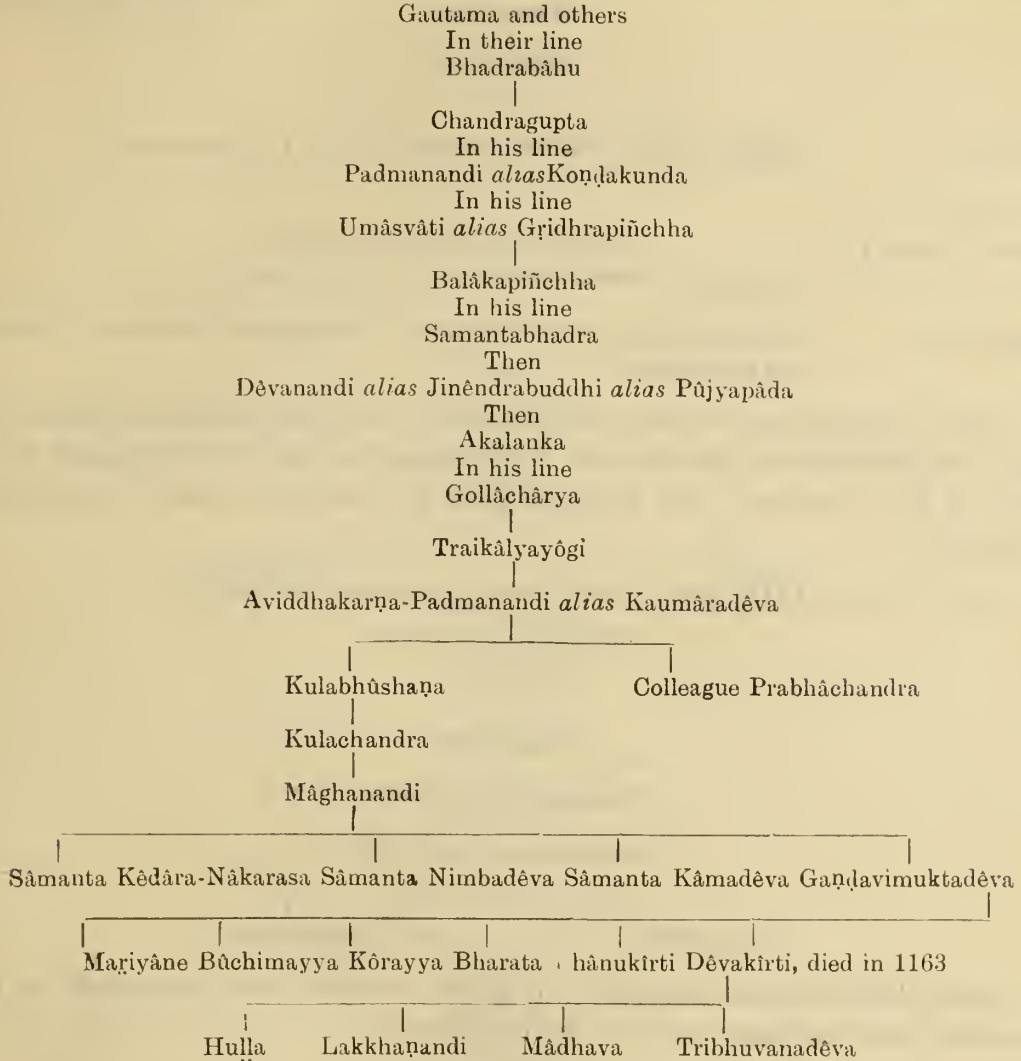 Gautama and others
In their line
Bhadrabâhu
Chandragupta
In his line
Padmanandi alias Koṇḍakunda
In his line
Umâsvâti alias Gṛidhrapiñchha
Balâkapiñchha
In his line
Samantabhadra
Then
Dêvanandi alias Jinêndrabuddhi alias Pûjyapâda
Then
Akalanka
In his line
Gollâchârya
Traikâlyayôgi
Aviddhakarṇa-Padmanandi alias Kaumâradêva
Kulabhûshaṇa Colleague Prabhâchandra
Kulachandra
Mâghanandi
Sâmanta Kêdâra-Nâkarasa Sâmanta Nimbadêva Sâmanta Kâmadêva Gaṇḍavimuktadêva
Maṛiyâne Bûchimayya Kôrayya Bharata hânukîrti Dêvakîrti, died in 1163
Huḷḷa Lakkhaṇandi Mâdhava Tribhuvanadêva